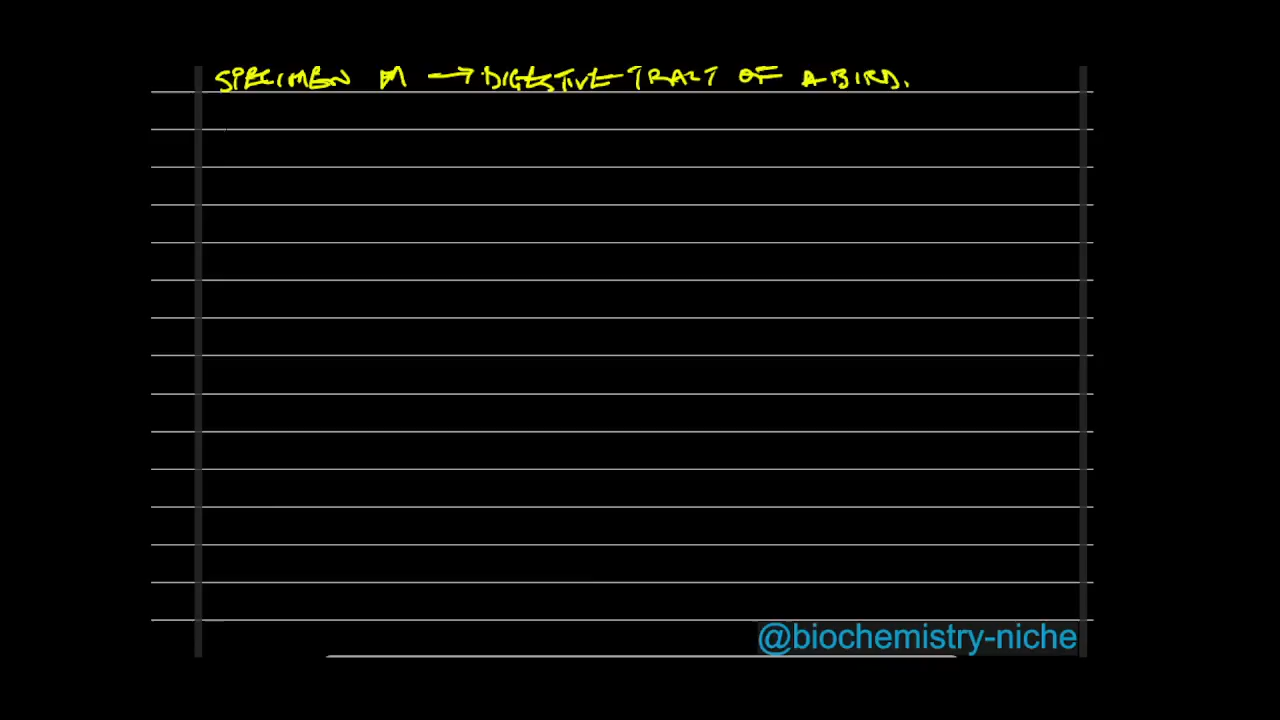 SPECIMEN M → DIGESTIVE TRACT OF A BIRD.
@biochemistry-niche